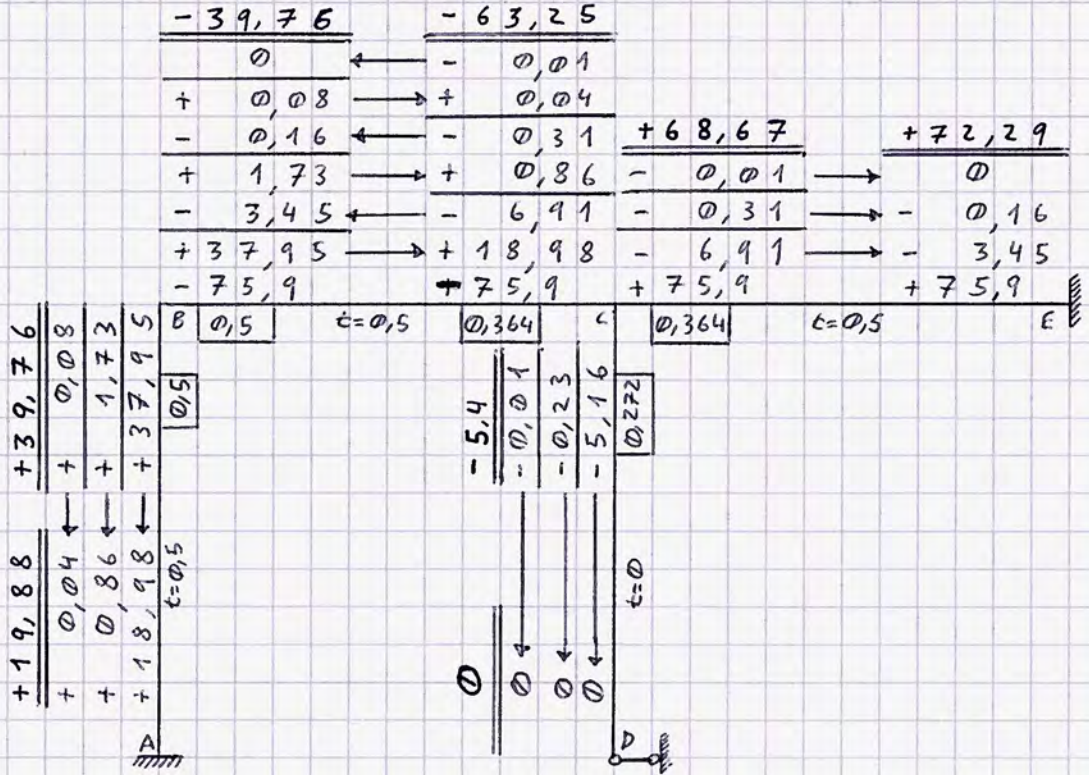 - 39,76 - 63,25
0 - 0,01
+ 0,08 + 0,04
- 0,16 - 0,31 + 68,67 + 72,29
+ 1,73 + 0,86 - 0,01 0
- 3,45 - 6,91 - 0,31 - 0,16
+ 37,95 + 18,98 - 6,91 - 3,45
- 75,9 - 75,9 + 75,9 + 75,9
B 0,5 t=0,5 0,364 C 0,364 t=0,5 E
+39,76
+ 0,08
+ 1,73
+ 37,95
0,5
+19,88
+ 0,04
+ 0,86
+ 18,98
t=0,5
A
- 5,4
- 0,01
- 0,23
- 5,16
0,272
t=0
0
0
0
0
D